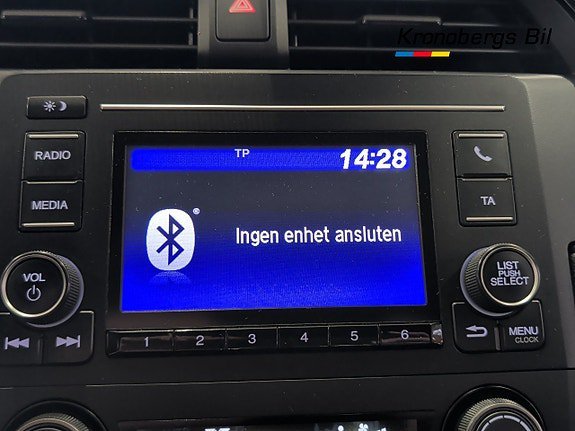 Kronobergs Bil
RADIO
MEDIA
TP
14:28
Ingen enhet ansluten
TA
VOL
LIST
PUSH
SELECT
1 2 3 4 5 6
MENU
CLOCK